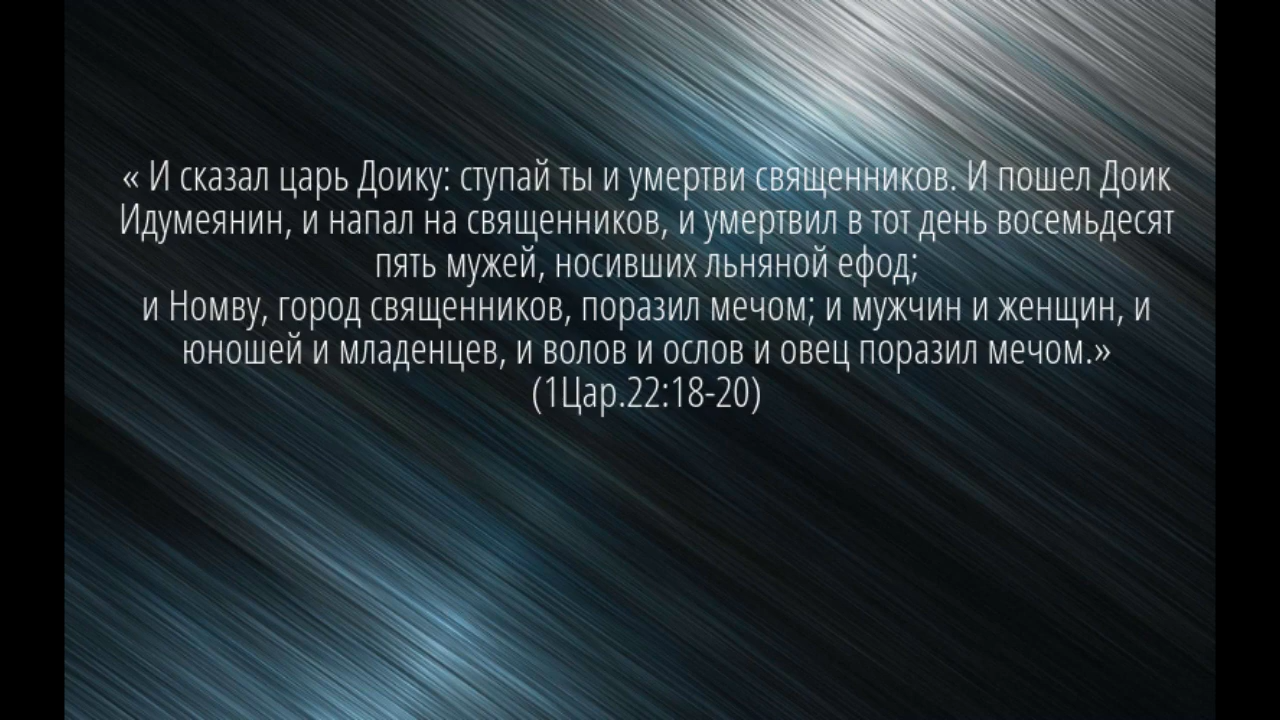 « И сказал царь Доику: ступай ты и умертви священников. И пошел Доик
Идумеянин, и напал на священников, и умертвил в тот день восемьдесят
пять мужей, носивших льняной ефод;
и Номву, город священников, поразил мечом; и мужчин и женщин, и
юношей и младенцев, и волов и ослов и овец поразил мечом.»
(1Цар.22:18-20)